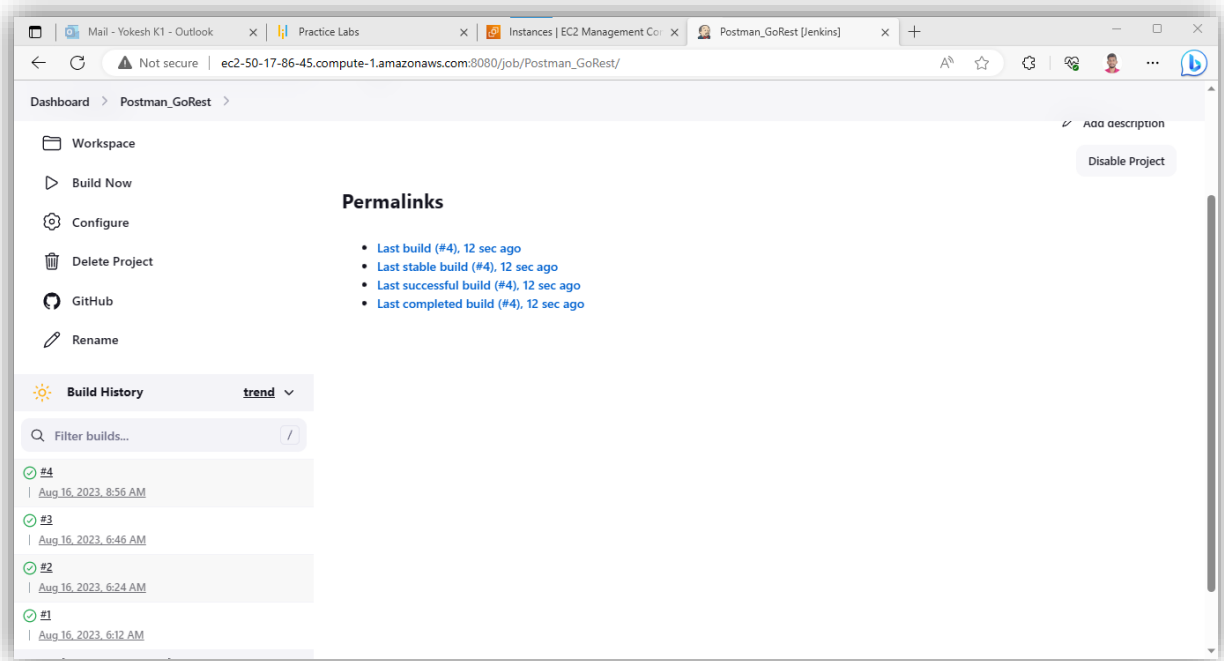 Mail - Yokesh K1 - Outlook
Practice Labs
Instances | EC2 Management Cor
Postman_GoRest [Jenkins]
Not secure | ec2-50-17-86-45.compute-1.amazonaws.com:8080/job/Postman_GoRest/
Dashboard > Postman_GoRest >
Add description
Workspace
Disable Project
Build Now
Permalinks
Configure
Last build (#4), 12 sec ago
Delete Project
Last stable build (#4), 12 sec ago
Last successful build (#4), 12 sec ago
GitHub
Last completed build (#4), 12 sec ago
Rename
Build History trend
Filter builds... /
#4
| Aug 16, 2023, 8:56 AM
#3
| Aug 16, 2023, 6:46 AM
#2
| Aug 16, 2023, 6:24 AM
#1
| Aug 16, 2023, 6:12 AM